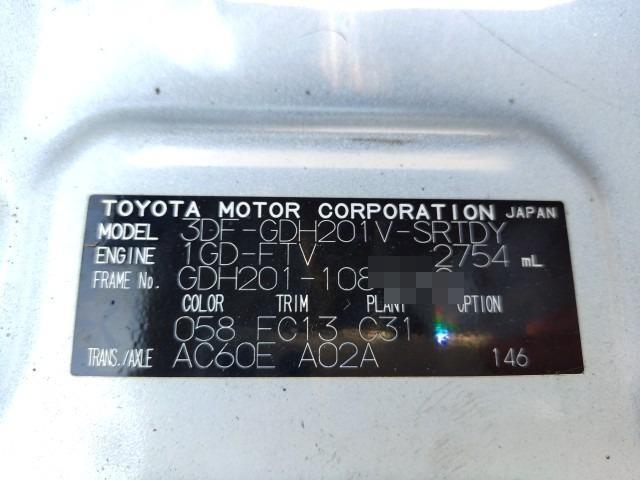 TOYOTA MOTOR CORPORATION JAPAN
MODEL 3DF-GDH201V-SRTDY
ENGINE 1GD-FTV 2754 mL
FRAME No. GDH201-108
COLOR TRIM PLANT OPTION
058 FC13 G31
TRANS./AXLE AC60E A02A 146